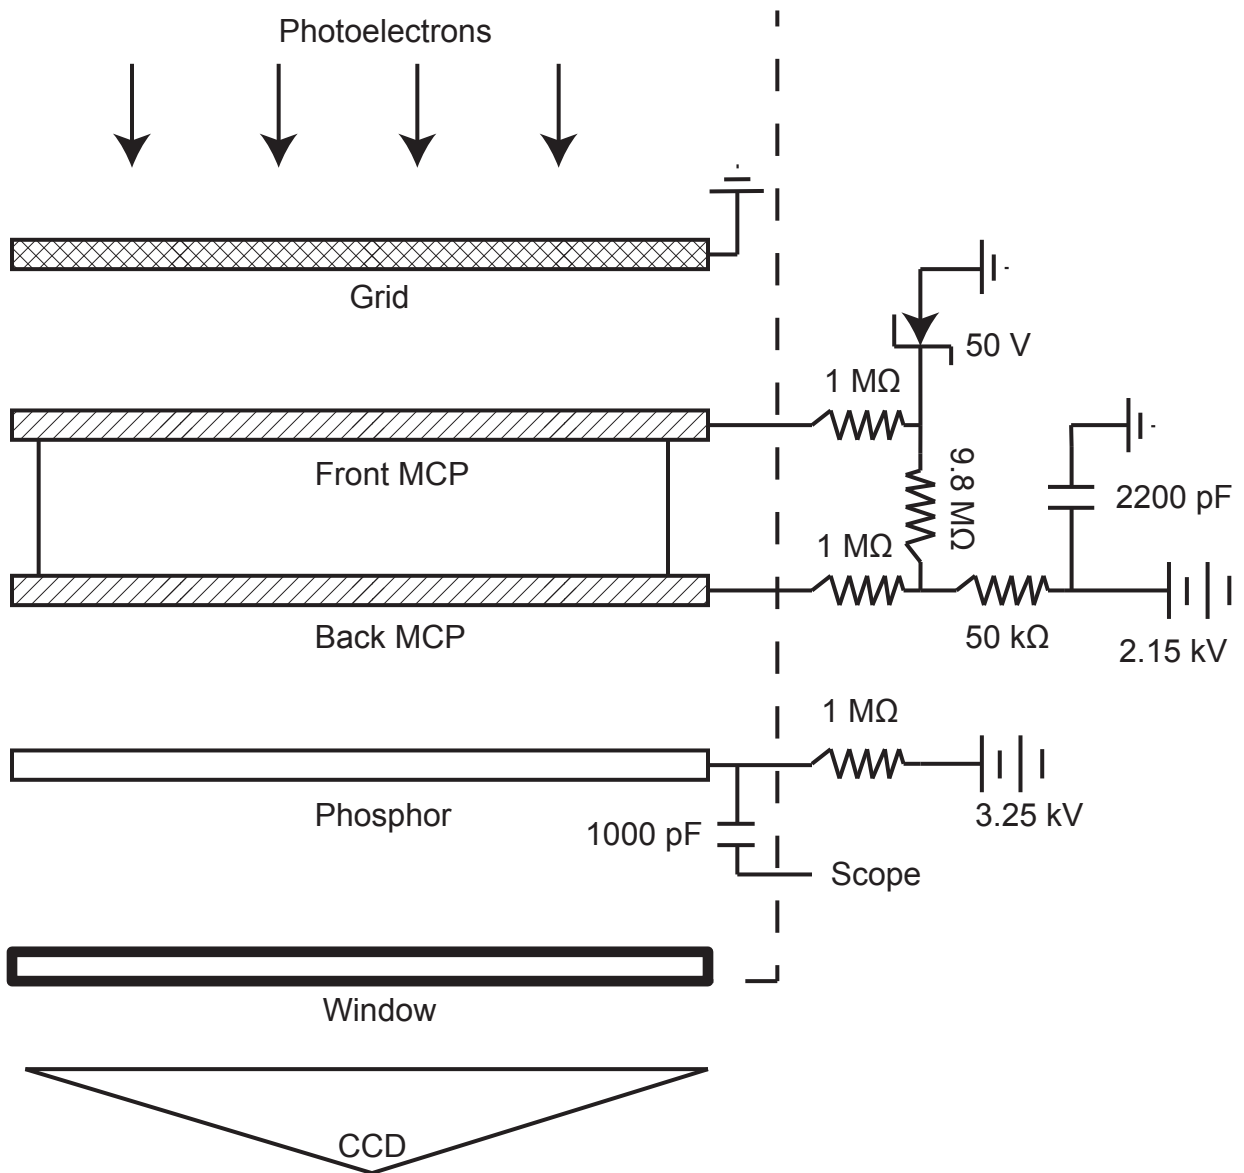 Photoelectrons
Grid
50 V
1 MΩ
Front MCP
9.8 MΩ
2200 pF
1 MΩ
Back MCP
50 kΩ
2.15 kV
1 MΩ
Phosphor
3.25 kV
1000 pF
Scope
Window
CCD